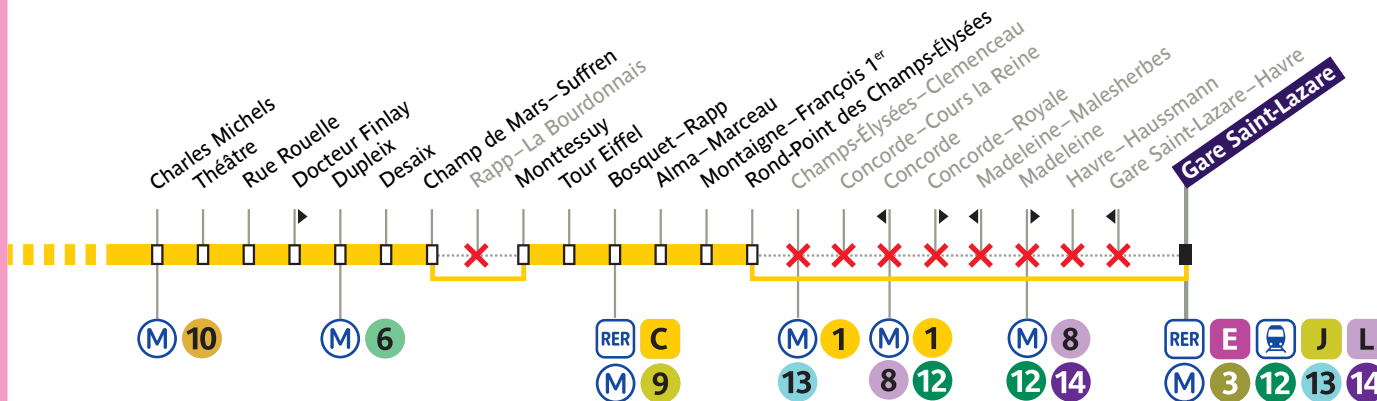 Charles Michels
Théâtre
Rue Rouelle
Docteur Finlay
Dupleix
Desaix
Champ de Mars – Suffren
Rapp – La Bourdonnais
Monttessuy
Tour Eiffel
Bosquet – Rapp
Alma – Marceau
Montaigne – François 1er
Rond-Point des Champs-Élysées
Champs-Élysées – Clemenceau
Concorde – Cours la Reine
Concorde
Concorde – Royale
Madeleine – Malesherbes
Madeleine
Havre – Haussmann
Gare Saint-Lazare – Havre
Gare Saint-Lazare
M 10
M 6
RER C
M 9
M 1
13
M 1
8 12
M 8
12 14
RER E J L
M 3 12 13 14